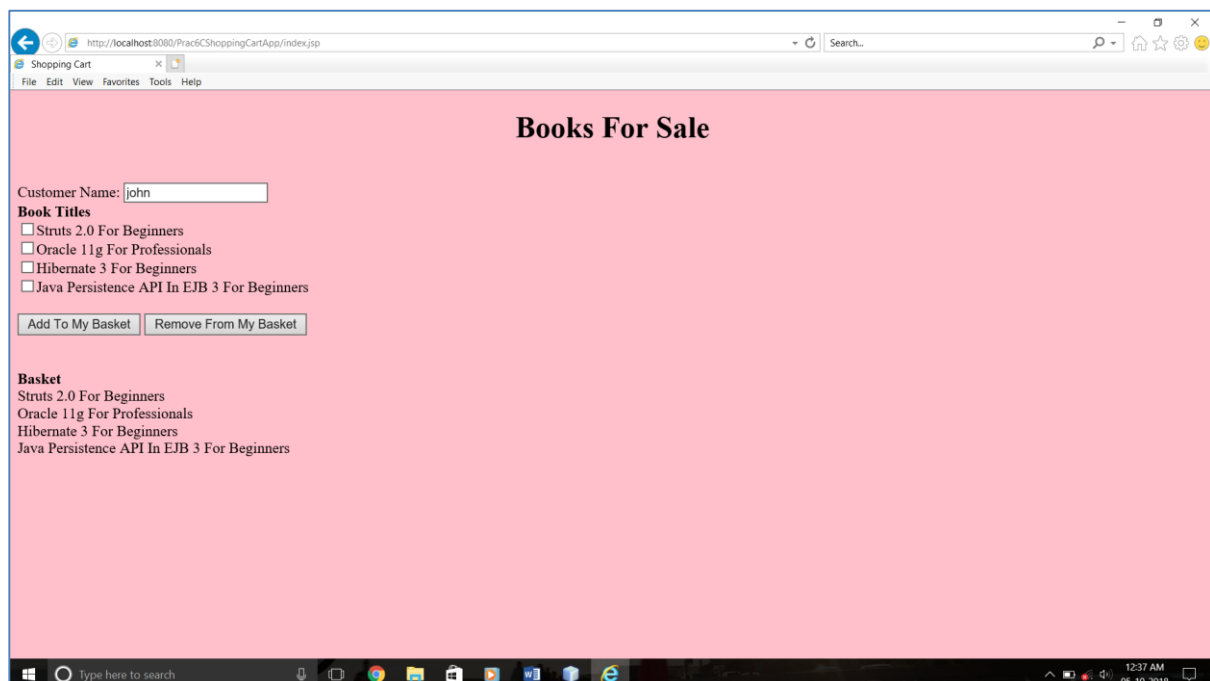 http://localhost:8080/Prac6CShoppingCartApp/index.jsp
Search...
Shopping Cart
File Edit View Favorites Tools Help
Books For Sale
Customer Name: john
Book Titles
Struts 2.0 For Beginners
Oracle 11g For Professionals
Hibernate 3 For Beginners
Java Persistence API In EJB 3 For Beginners
Add To My Basket Remove From My Basket
Basket
Struts 2.0 For Beginners
Oracle 11g For Professionals
Hibernate 3 For Beginners
Java Persistence API In EJB 3 For Beginners
Type here to search
12:37 AM
05-10-2018